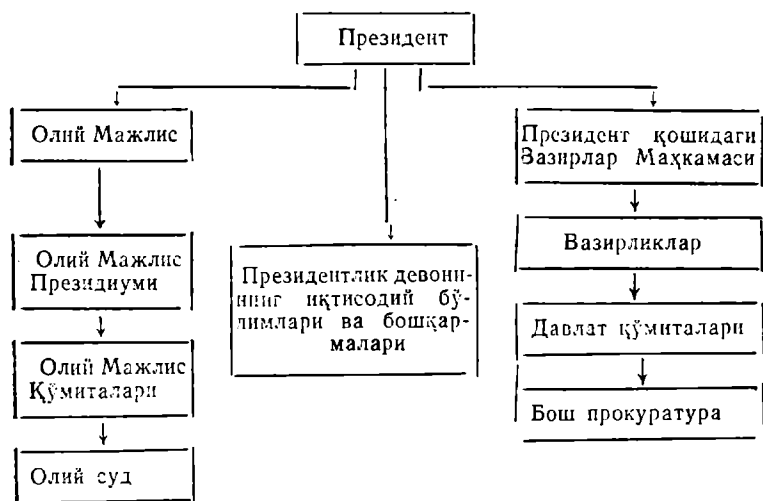 Президент
Олий Мажлис
Президент қошидаги
Вазирлар Маҳкамаси
Олий Мажлис
Президиуми
Президентлик девони-
нинг иқтисодий бў-
лимлари ва бошқар-
малари
Вазирликлар
Давлат қўмиталари
Олий Мажлис
Қўмиталари
Бош прокуратура
Олий суд